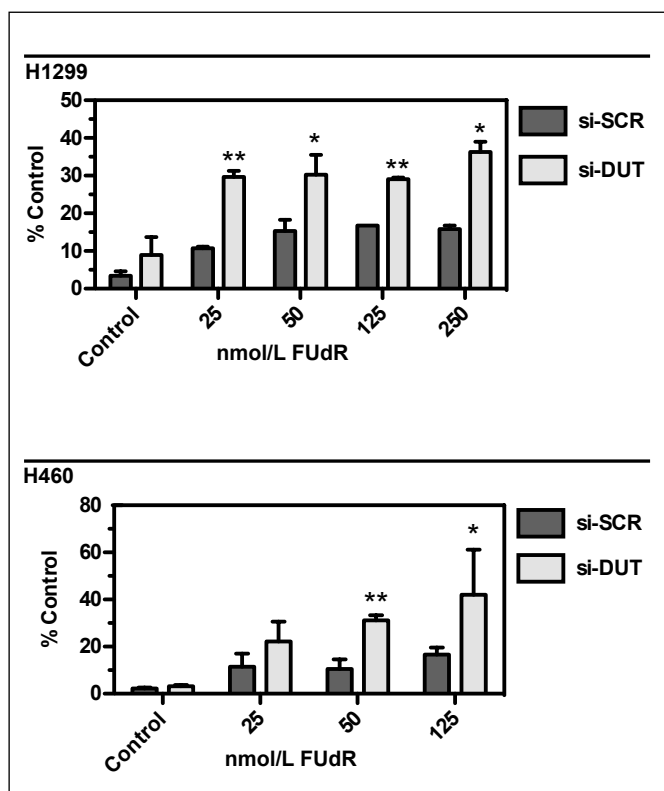 H1299
50
40
30
20
10
0
% Control
** * ** *
si-SCR
si-DUT
Control 25 50 125 250
nmol/L FUdR
H460
80
60
40
20
0
% Control
** *
si-SCR
si-DUT
Control 25 50 125
nmol/L FUdR